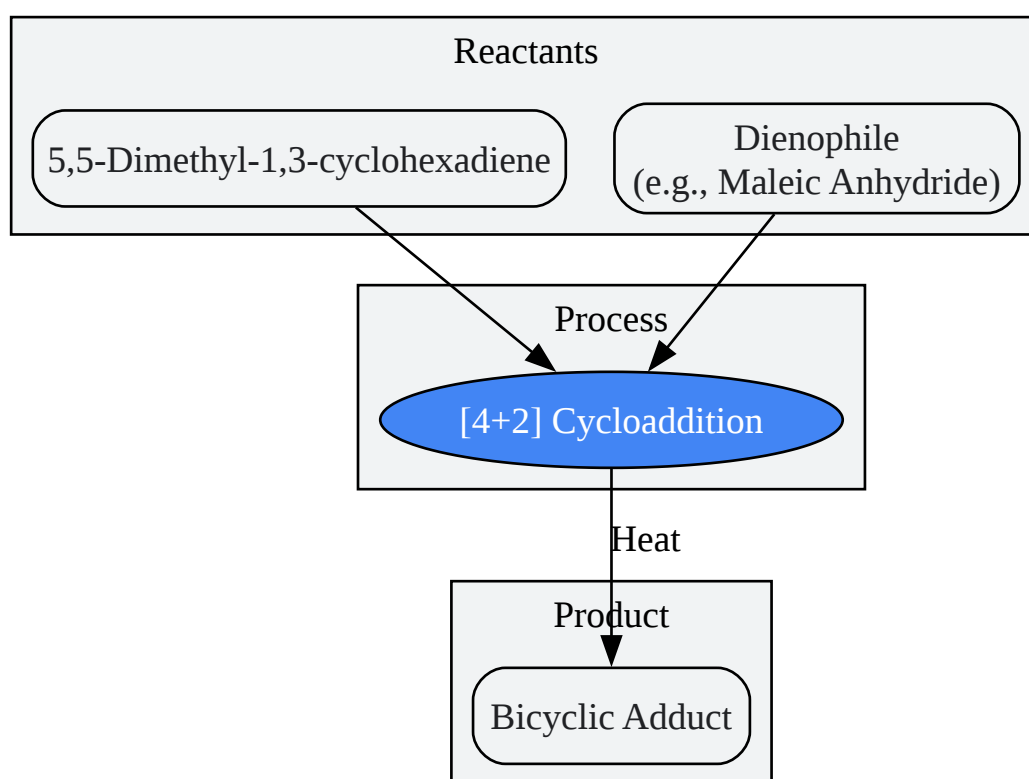 Reactants
5,5-Dimethyl-1,3-cyclohexadiene
Dienophile
(e.g., Maleic Anhydride)
Process
[4+2] Cycloaddition
Heat
Product
Bicyclic Adduct